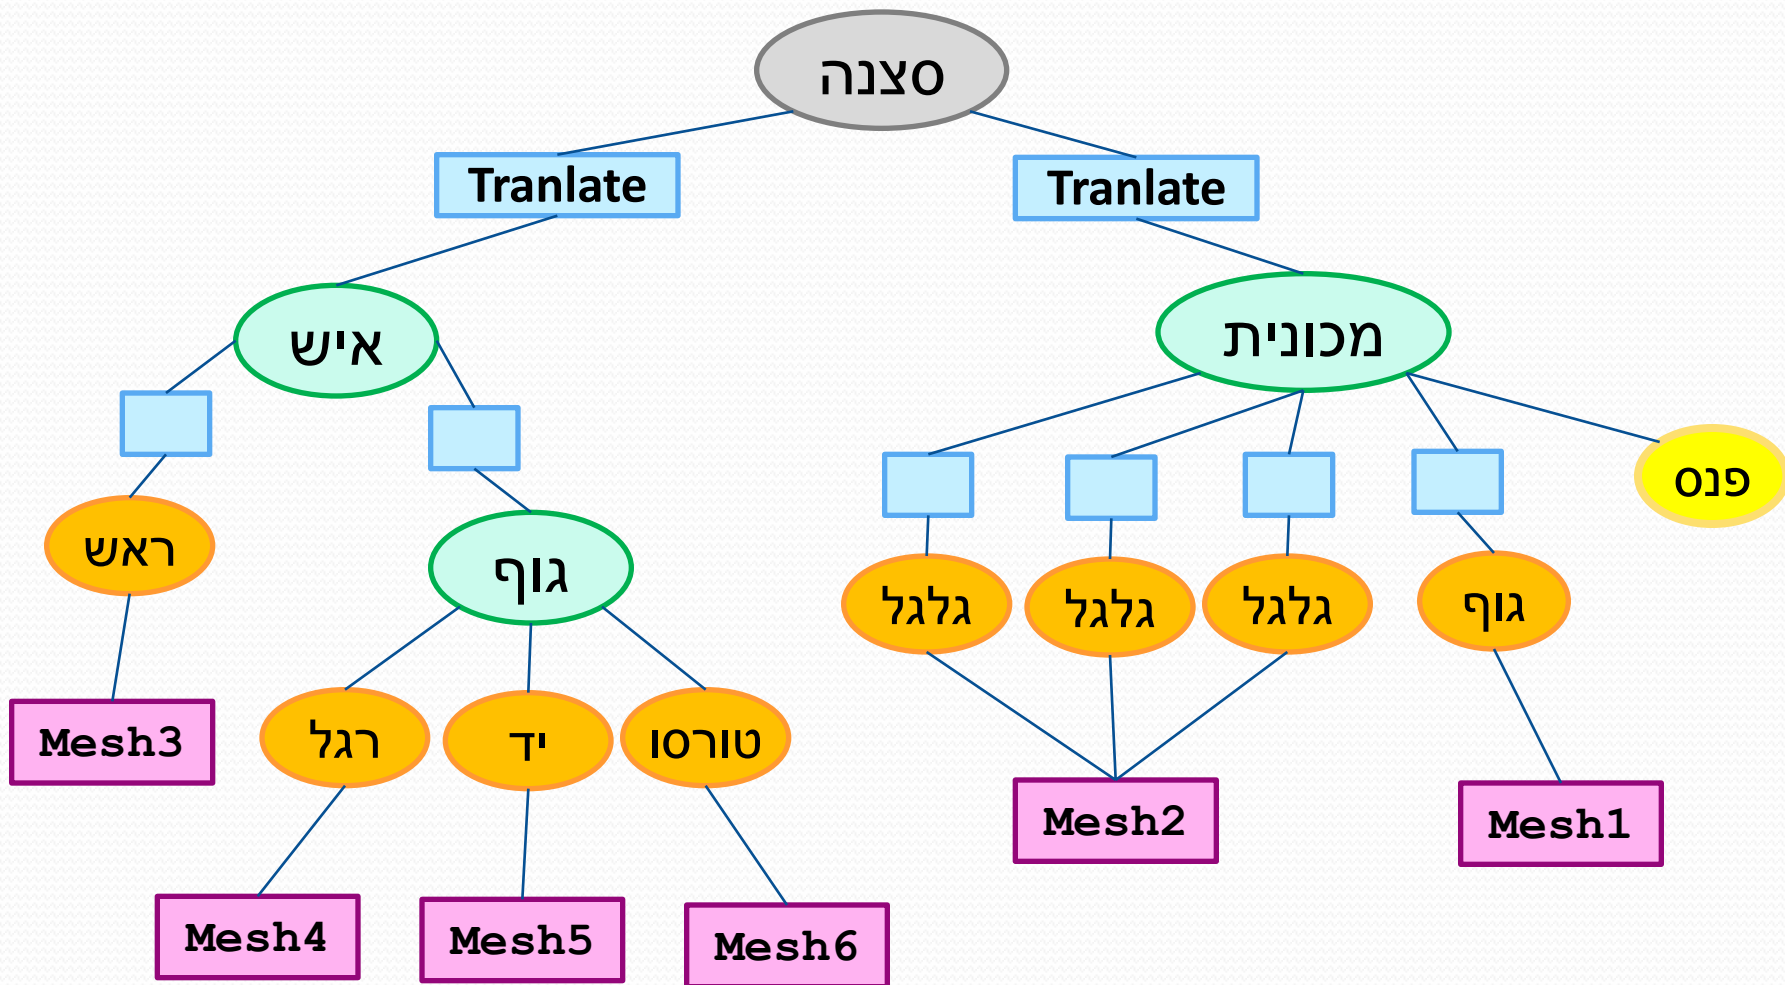 סצנה
Tranlate
Tranlate
איש
מכונית
פנס
ראש
גוף
גלגל
גלגל
גלגל
גוף
Mesh3
רגל
יד
טורסו
Mesh2
Mesh1
Mesh4
Mesh5
Mesh6